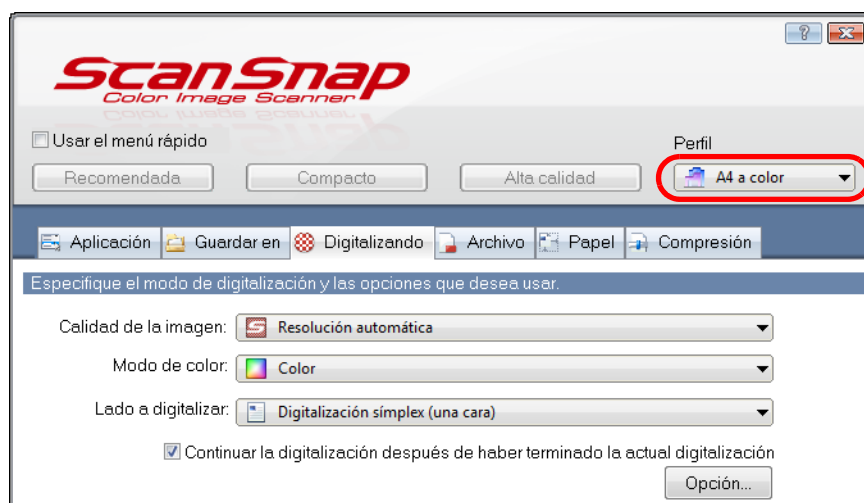 ScanSnap
Color Image Scanner
Usar el menú rápido
Perfil
Recomendada Compacto Alta calidad A4 a color
Aplicación Guardar en Digitalizando Archivo Papel Compresión
Especifique el modo de digitalización y las opciones que desea usar.
Calidad de la imagen: Resolución automática
Modo de color: Color
Lado a digitalizar: Digitalización símplex (una cara)
Continuar la digitalización después de haber terminado la actual digitalización
Opción...